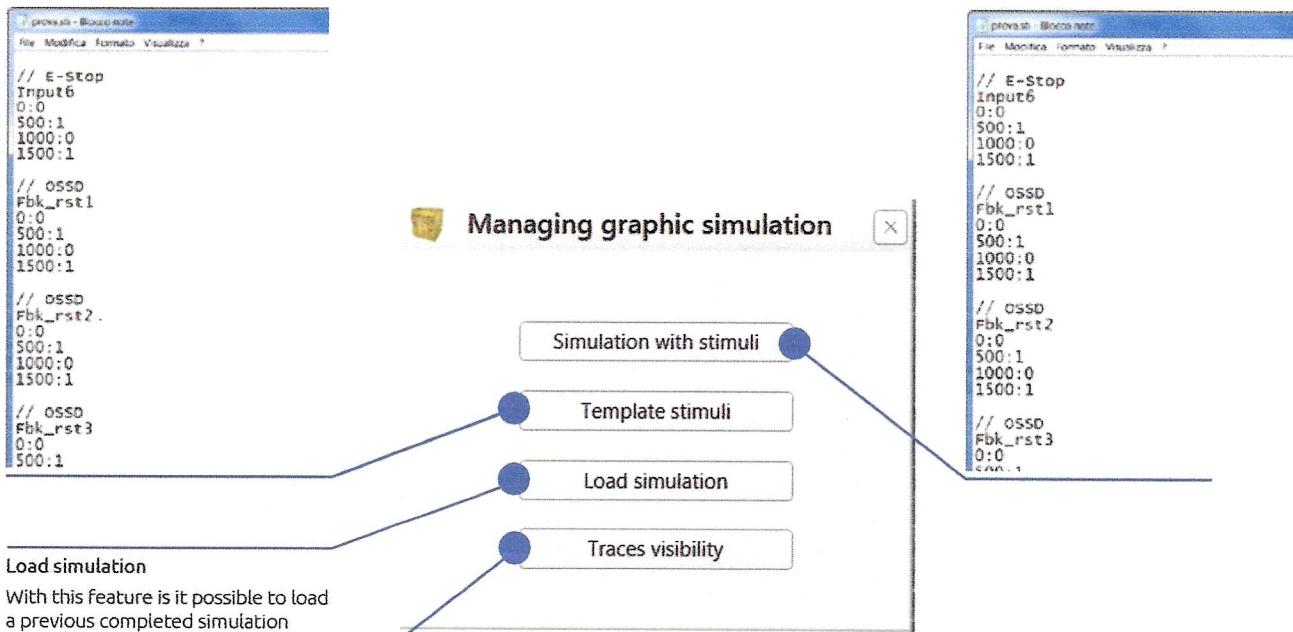 prova.sti - Blocco note
File Modifica Formato Visualizza ?
// E-Stop
Input6
0:0
500:1
1000:0
1500:1
// OSSD
Fbk_rst1
0:0
500:1
1000:0
1500:1
// OSSD
Fbk_rst2.
0:0
500:1
1000:0
1500:1
// OSSD
Fbk_rst3
0:0
500:1
Load simulation
With this feature is it possible to load
a previous completed simulation
Managing graphic simulation
Simulation with stimuli
Template stimuli
Load simulation
Traces visibility
prova.sti - Blocco note
File Modifica Formato Visualizza ?
// E-Stop
Input6
0:0
500:1
1000:0
1500:1
// OSSD
Fbk_rst1
0:0
500:1
1000:0
1500:1
// OSSD
Fbk_rst2
0:0
500:1
1000:0
1500:1
// OSSD
Fbk_rst3
0:0
500:1